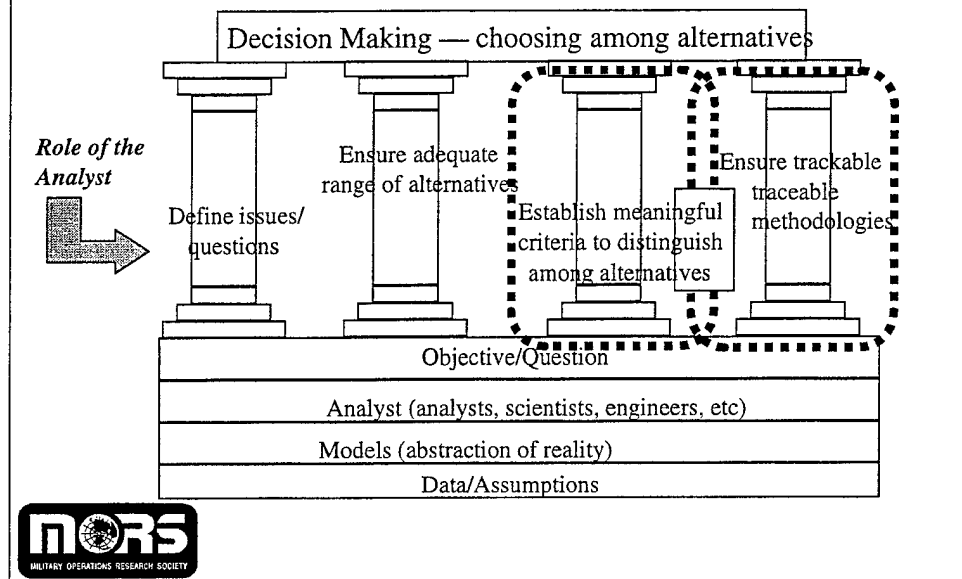 Decision Making — choosing among alternatives
Role of the
Analyst
Define issues/
questions
Ensure adequate
range of alternatives
Establish meaningful
criteria to distinguish
among alternatives
Ensure trackable
traceable
methodologies
Objective/Question
Analyst (analysts, scientists, engineers, etc)
Models (abstraction of reality)
Data/Assumptions
MORS
MILITARY OPERATIONS RESEARCH SOCIETY